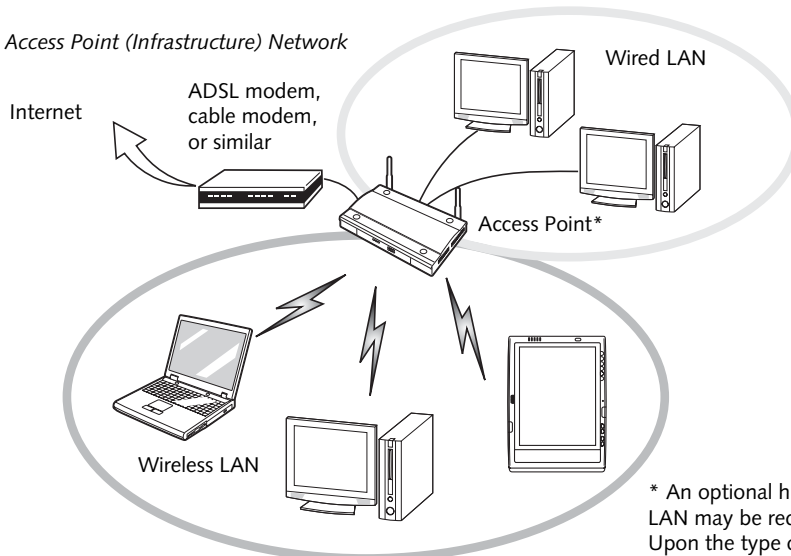 Access Point (Infrastructure) Network
Internet
ADSL modem,
cable modem,
or similar
Wired LAN
Access Point*
Wireless LAN
* An optional h
LAN may be
Upon the type